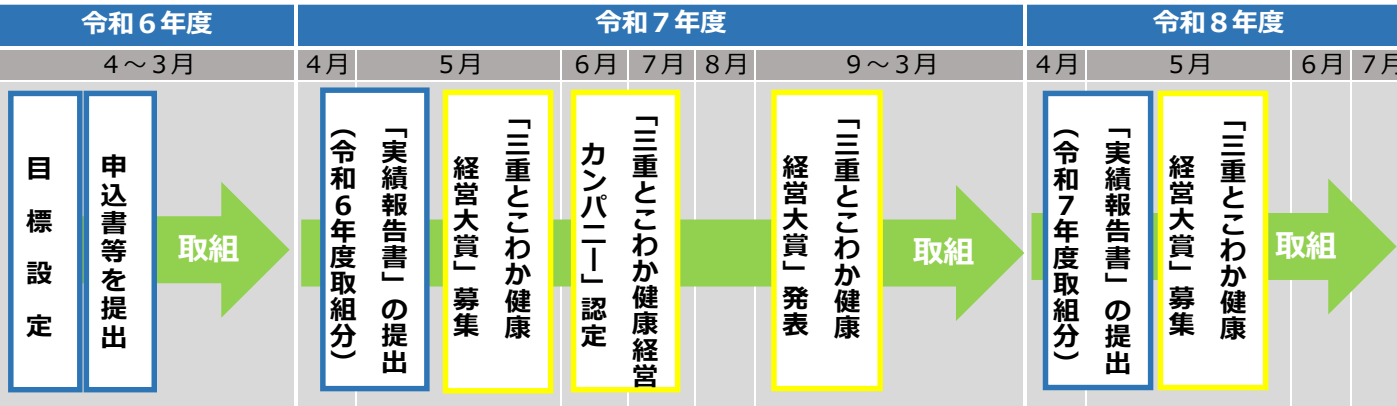 令和６年度
令和７年度
令和８年度
４～３月
４月
５月
６月
７月
８月
９～３月
４月
５月
６月
７月
目標設定
申込書等を提出
取組
「実績報告書」の提出
（令和６年度取組分）
「三重とこわか健康
経営大賞」募集
「三重とこわか健康経営
カンパニー」認定
「三重とこわか健康
経営大賞」発表
取組
「実績報告書」の提出
（令和７年度取組分）
「三重とこわか健康
経営大賞」募集
取組